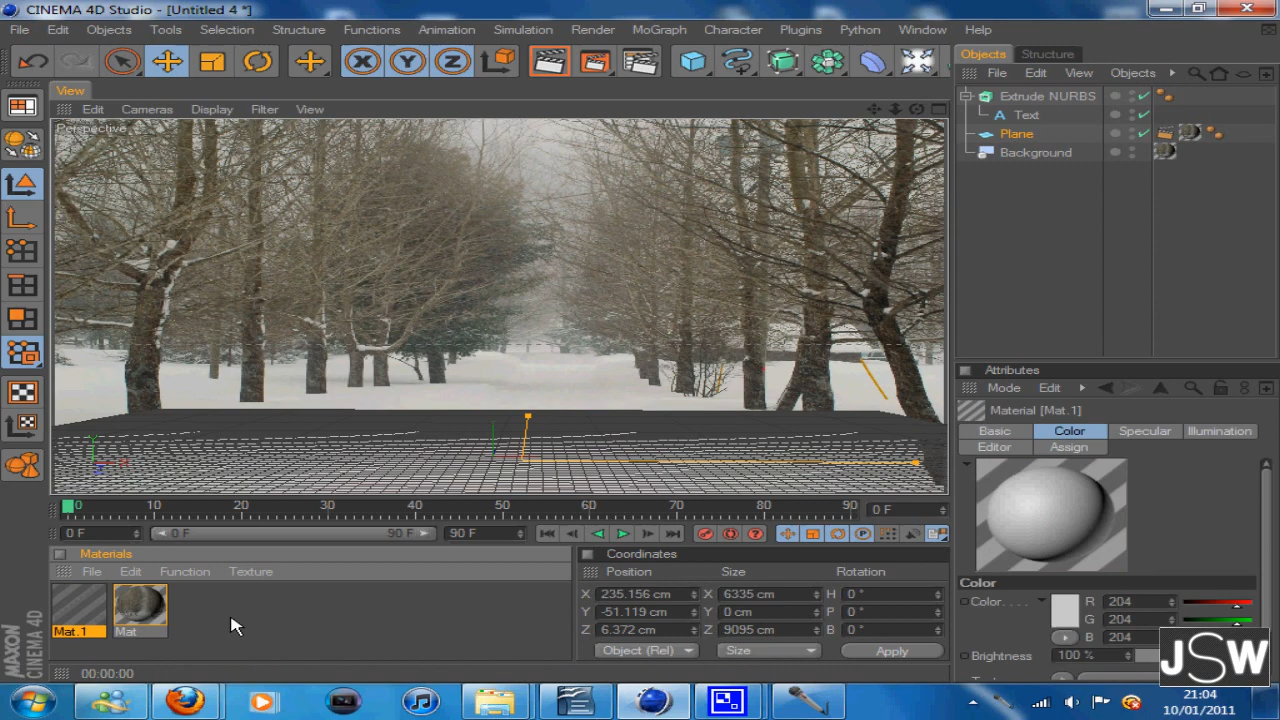 CINEMA 4D Studio - [Untitled 4 *]
File Edit Objects Tools Selection Structure Functions Animation Simulation Render MoGraph Character Plugins Python Window Help
X Y Z
Objects Structure
File Edit View Objects
View
Edit Cameras Display Filter View
Perspective
Extrude NURBS
A Text
Plane
Background
Attributes
Mode Edit
Material [Mat.1]
Basic Color Specular Illumination
Editor Assign
0 10 20 30 40 50 60 70 80 90 0 F
0 F 0 F 90 F 90 F
Materials
File Edit Function Texture
Mat.1 Mat
Coordinates
Position Size Rotation
X 235.156 cm X 6335 cm H 0 °
Y -51.119 cm Y 0 cm P 0 °
Z 6.372 cm Z 9095 cm B 0 °
Object (Rel) Size Apply
Color
Color. . . . R 204
G 204
B 204
Brightness 100 %
MAXON
CINEMA 4D
00:00:00
JSW
21:04
10/01/2011